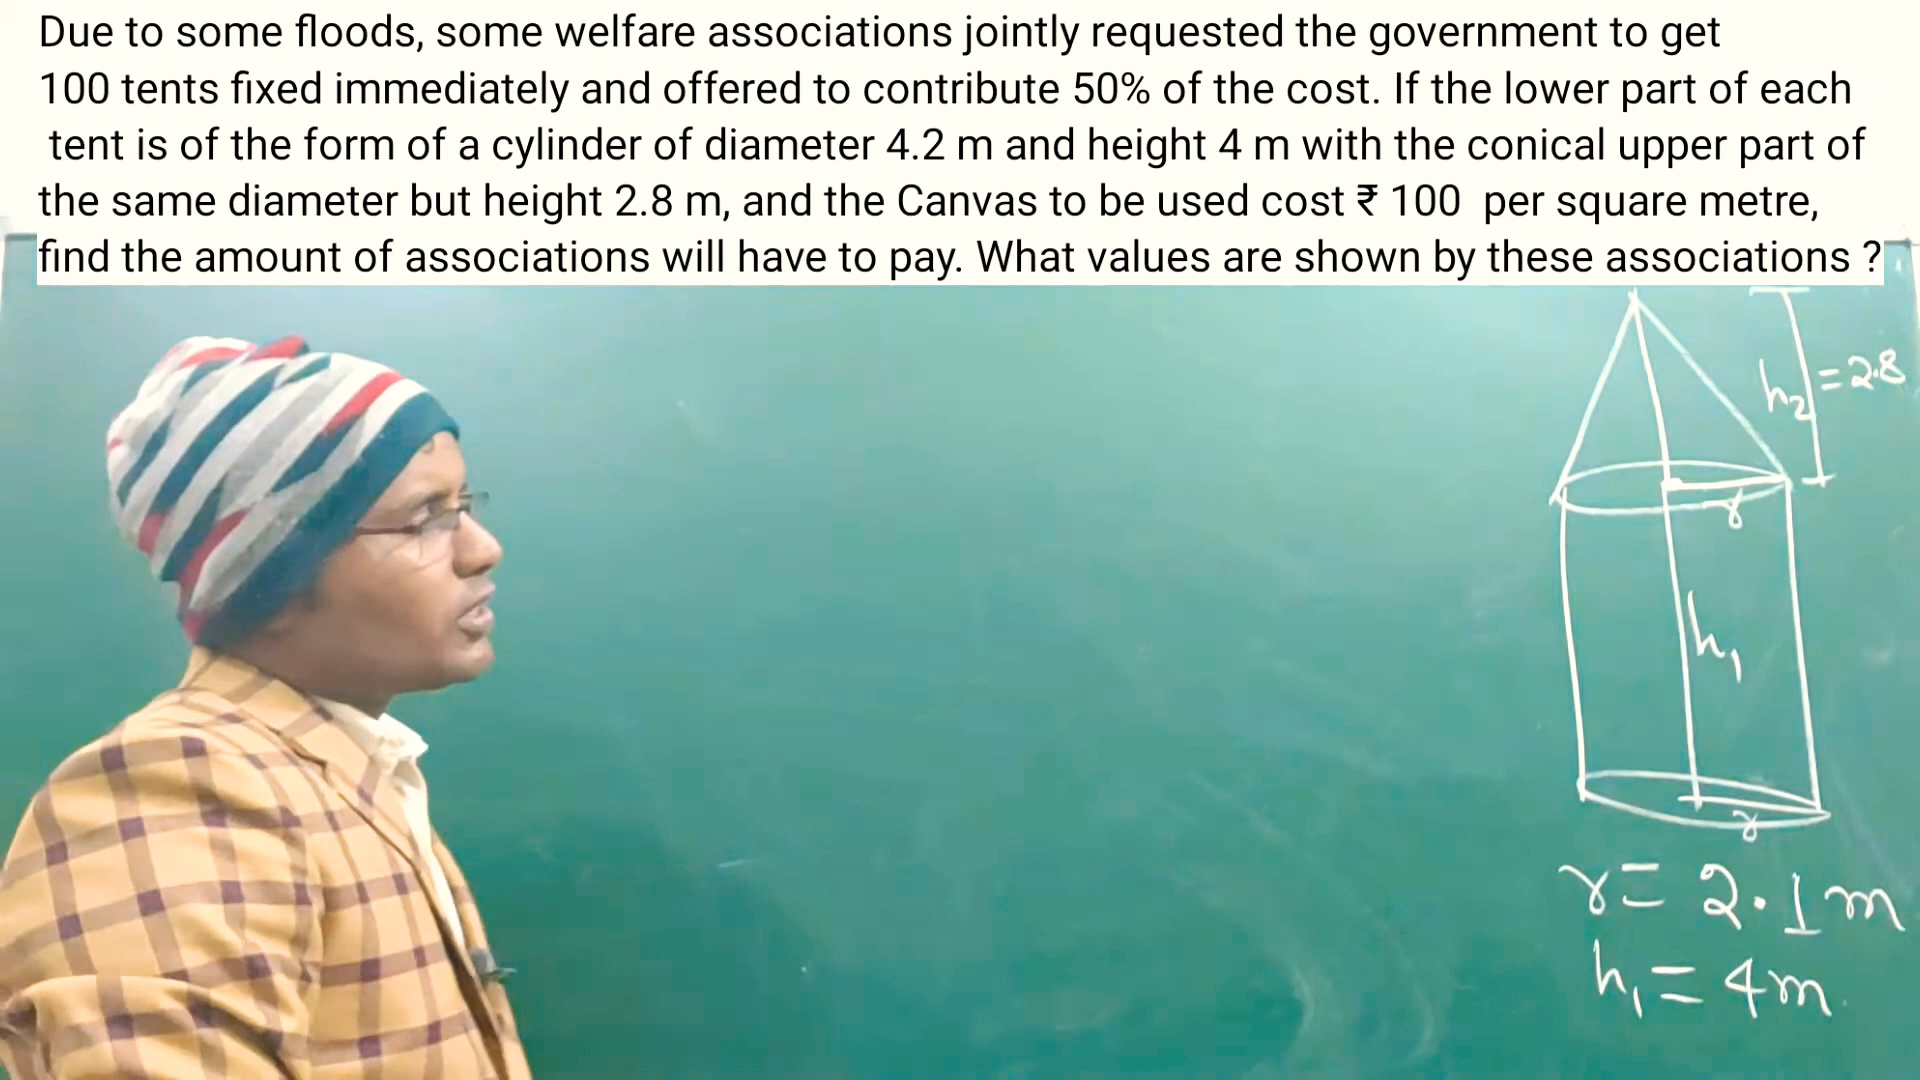 Due to some floods, some welfare associations jointly requested the government to get
100 tents fixed immediately and offered to contribute 50% of the cost. If the lower part of each
tent is of the form of a cylinder of diameter 4.2 m and height 4 m with the conical upper part of
the same diameter but height 2.8 m, and the Canvas to be used cost ₹ 100 per square metre,
find the amount of associations will have to pay. What values are shown by these associations ?
h₂ = 2.8
r
h₁
r
r = 2.1 m
h₁ = 4 m.